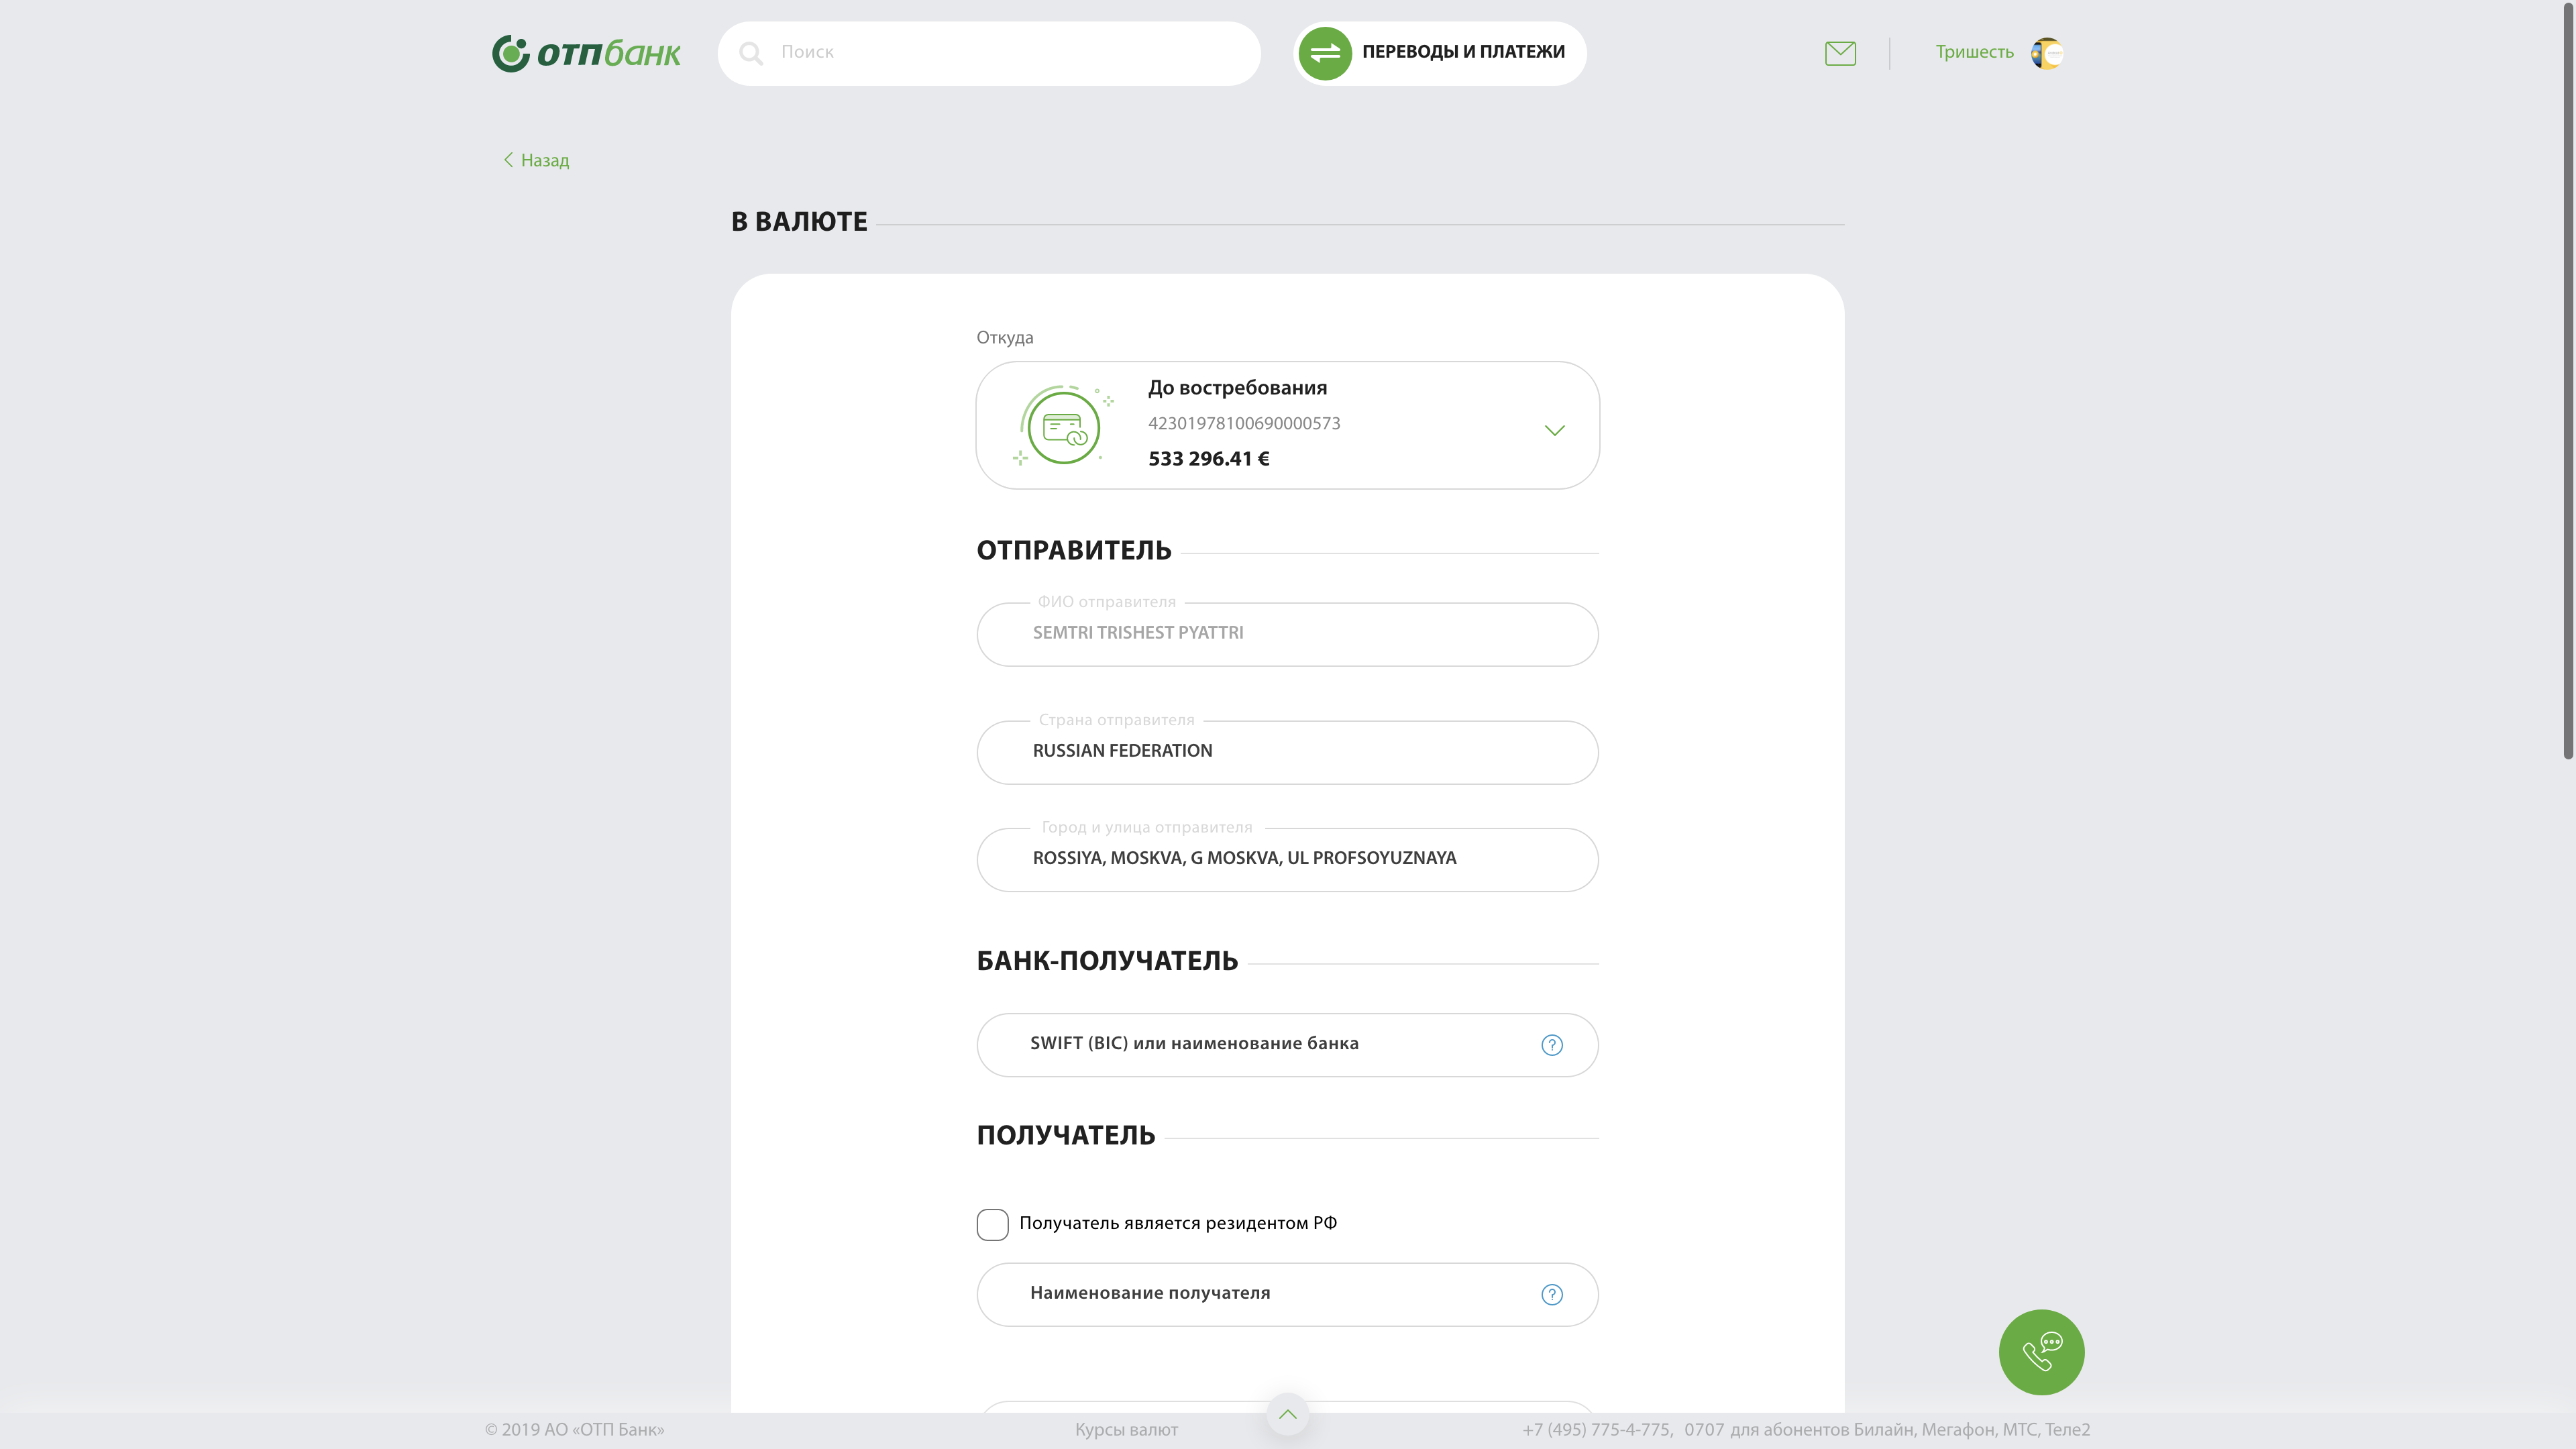 отпбанк
Поиск
ПЕРЕВОДЫ И ПЛАТЕЖИ
Тришесть
Назад
В ВАЛЮТЕ
Откуда
До востребования
42301978100690000573
533 296.41 €
ОТПРАВИТЕЛЬ
ФИО отправителя
SEMTRI TRISHEST PYATTRI
Страна отправителя
RUSSIAN FEDERATION
Город и улица отправителя
ROSSIYA, MOSKVA, G MOSKVA, UL PROFSOYUZNAYA
БАНК-ПОЛУЧАТЕЛЬ
SWIFT (BIC) или наименование банка
?
ПОЛУЧАТЕЛЬ
Получатель является резидентом РФ
Наименование получателя
?
© 2019 АО «ОТП Банк»
Курсы валют
+7 (495) 775-4-775, 0707 для абонентов Билайн, Мегафон, МТС, Теле2